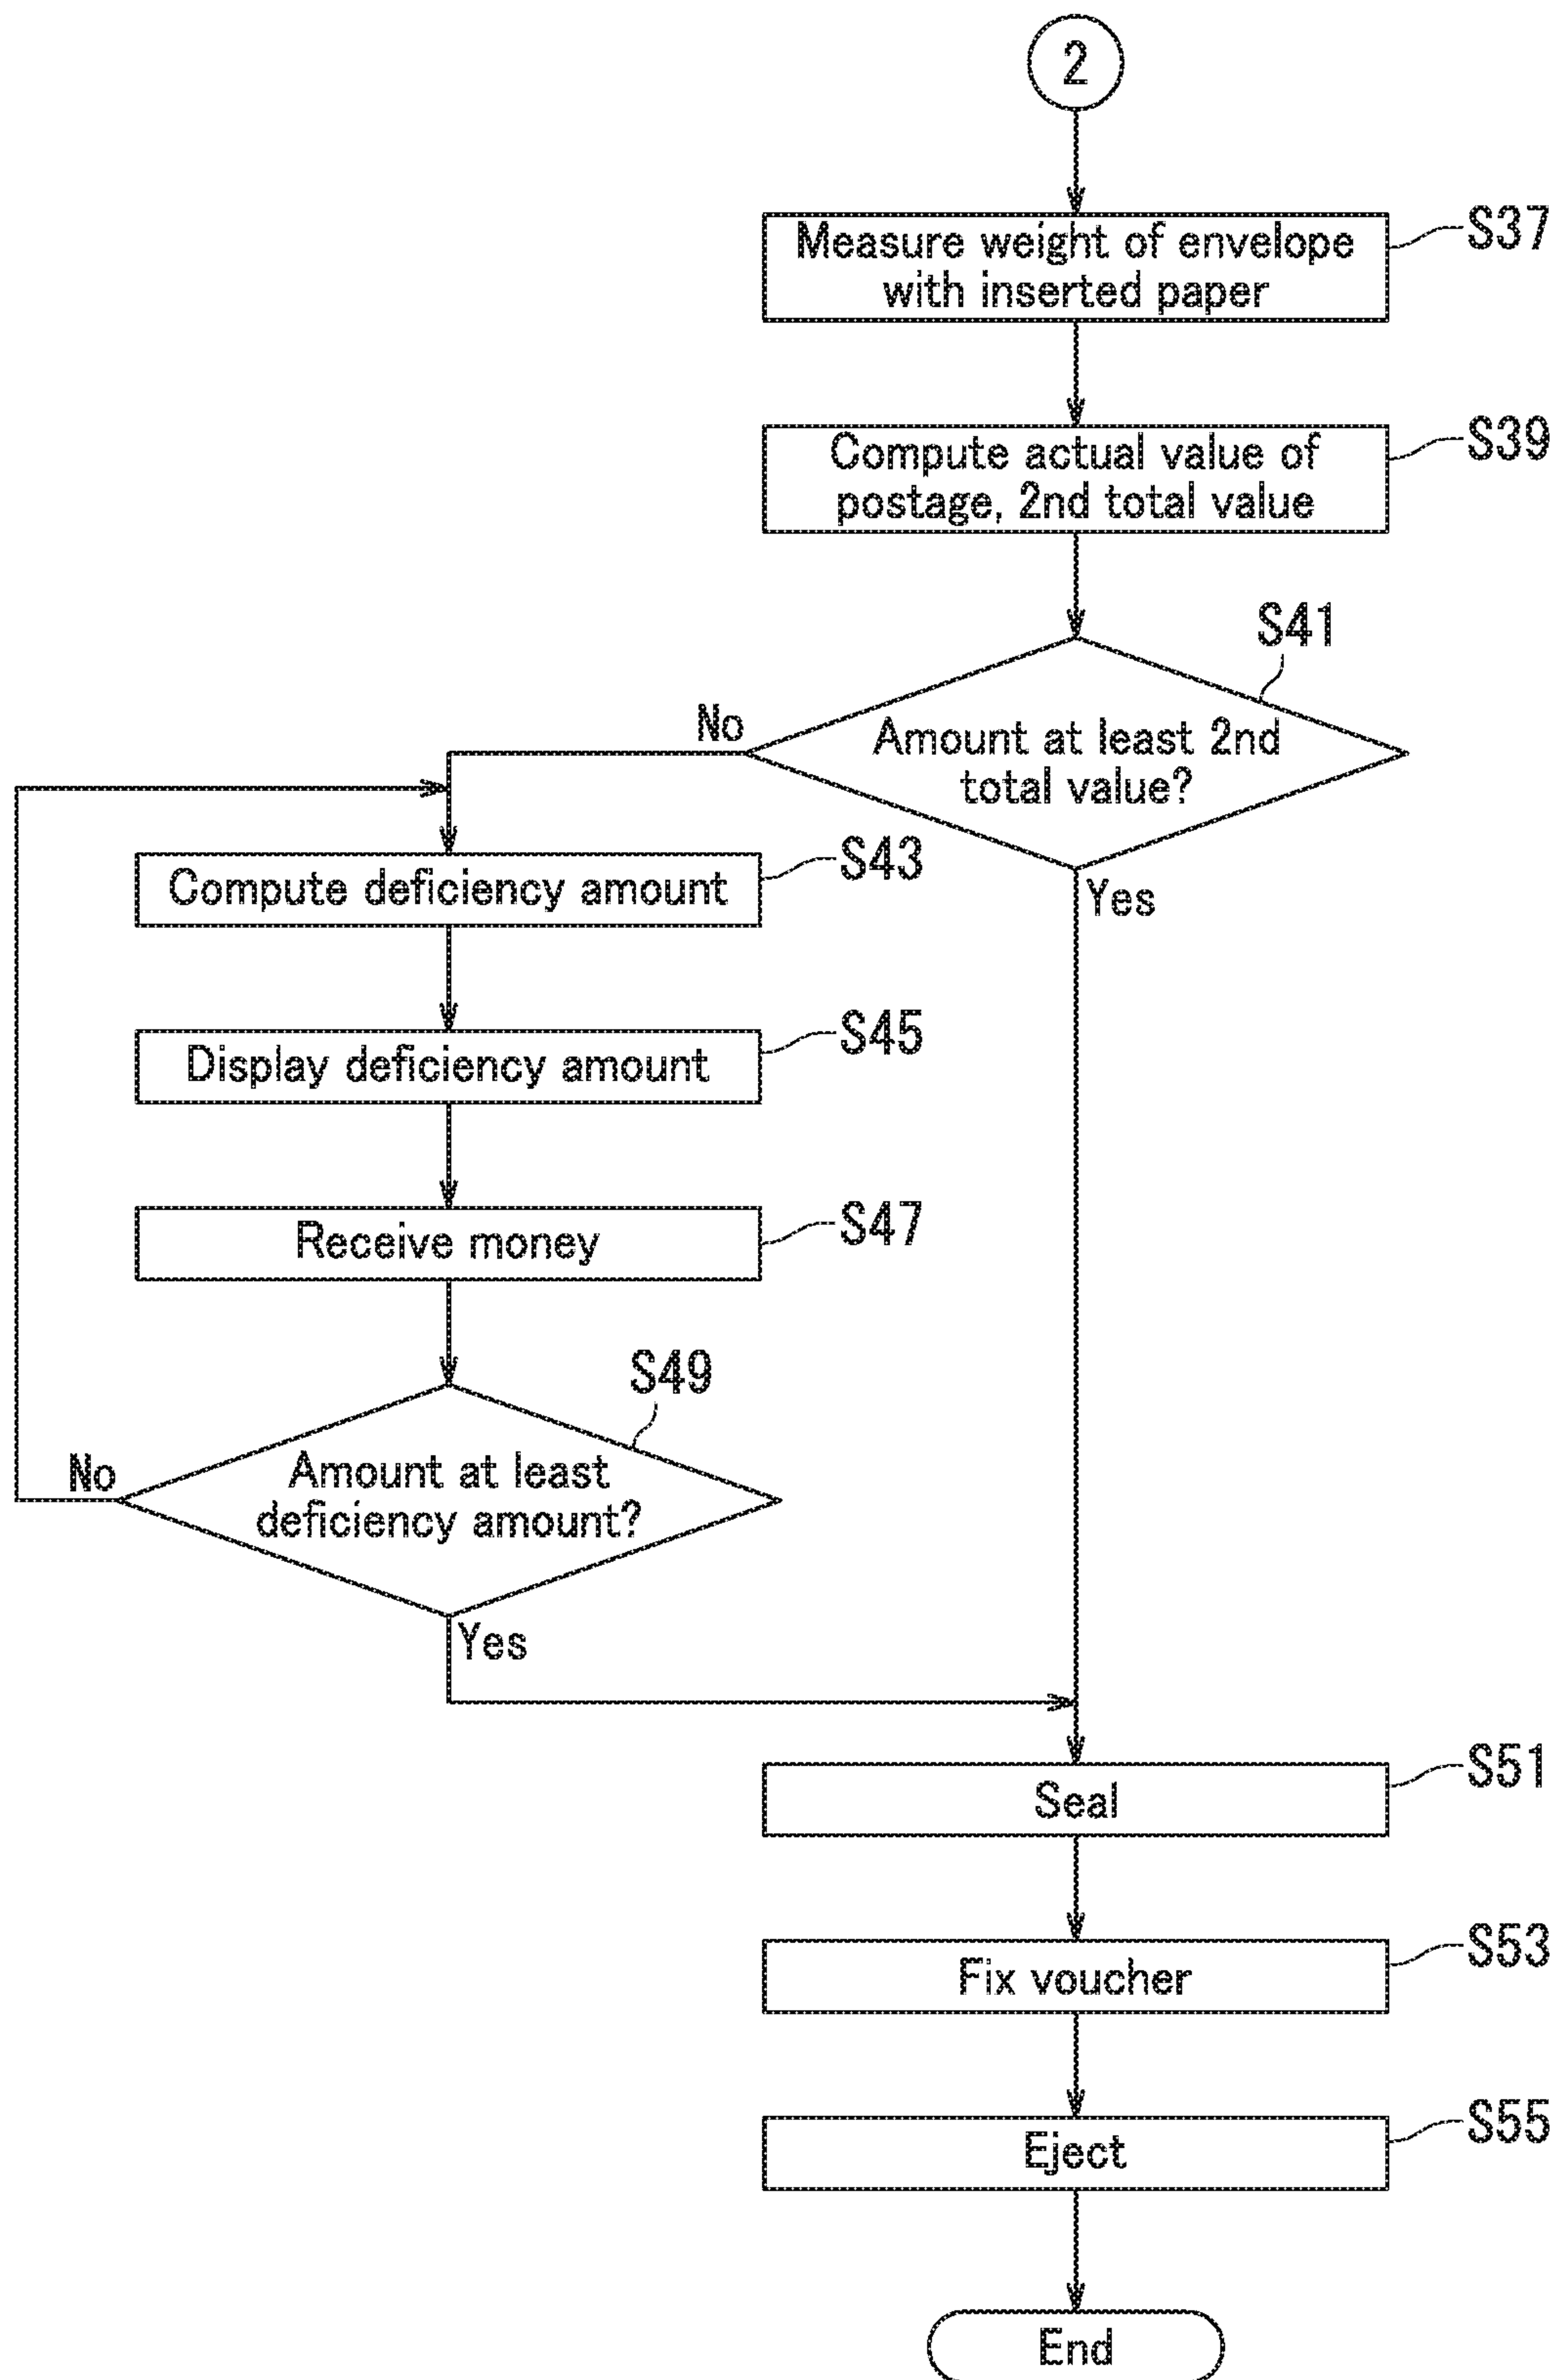 2
Measure weight of envelope
with inserted paper
S37
Compute actual value of
postage, 2nd total value
S39
S41
Amount at least 2nd
total value?
No
Yes
Compute deficiency amount
S43
Display deficiency amount
S45
Receive money
S47
S49
Amount at least
deficiency amount?
No
Yes
Seal
S51
Fix voucher
S53
Eject
S55
End